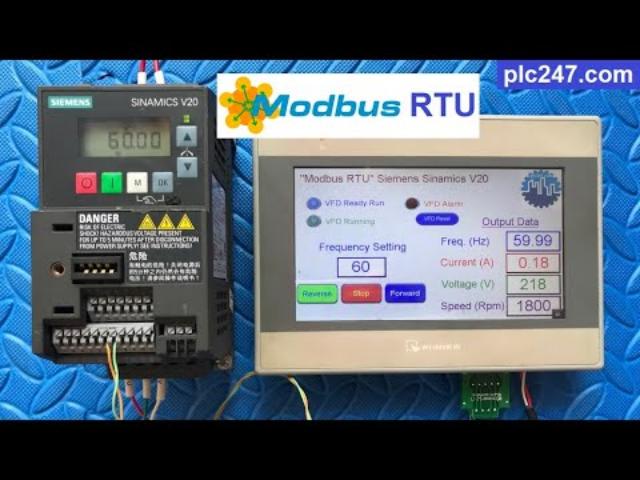 plc247.com
Modbus RTU
SIEMENS
SINAMICS V20
60.00
M
OK
DANGER
RISK OF ELECTRIC
SHOCK! HAZARDOUS VOLTAGE PRESENT
FOR UP TO 5 MINUTES AFTER DISCONNECTION
FROM POWER SUPPLY! SEE INSTRUCTIONS!
危险
"Modbus RTU" Siemens Sinamics V20
VFD Ready Run
VFD Alarm
VFD Running
VFD Reset
Output Data
Frequency Setting
60
Reverse
Stop
Forward
Freq. (Hz)
59.99
Current (A)
0.18
Voltage (V)
218
Speed (Rpm)
1800